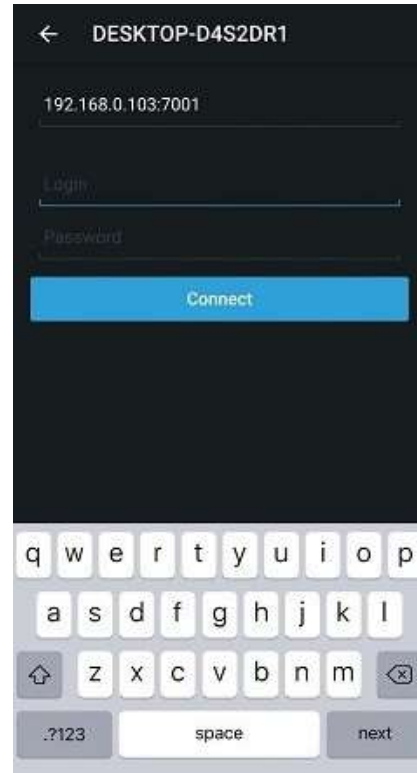 DESKTOP-D4S2DR1
192.168.0.103:7001
Login
Password
Connect
q w e r t y u i o p
a s d f g h j k l
z x c v b n m
.?123 space next